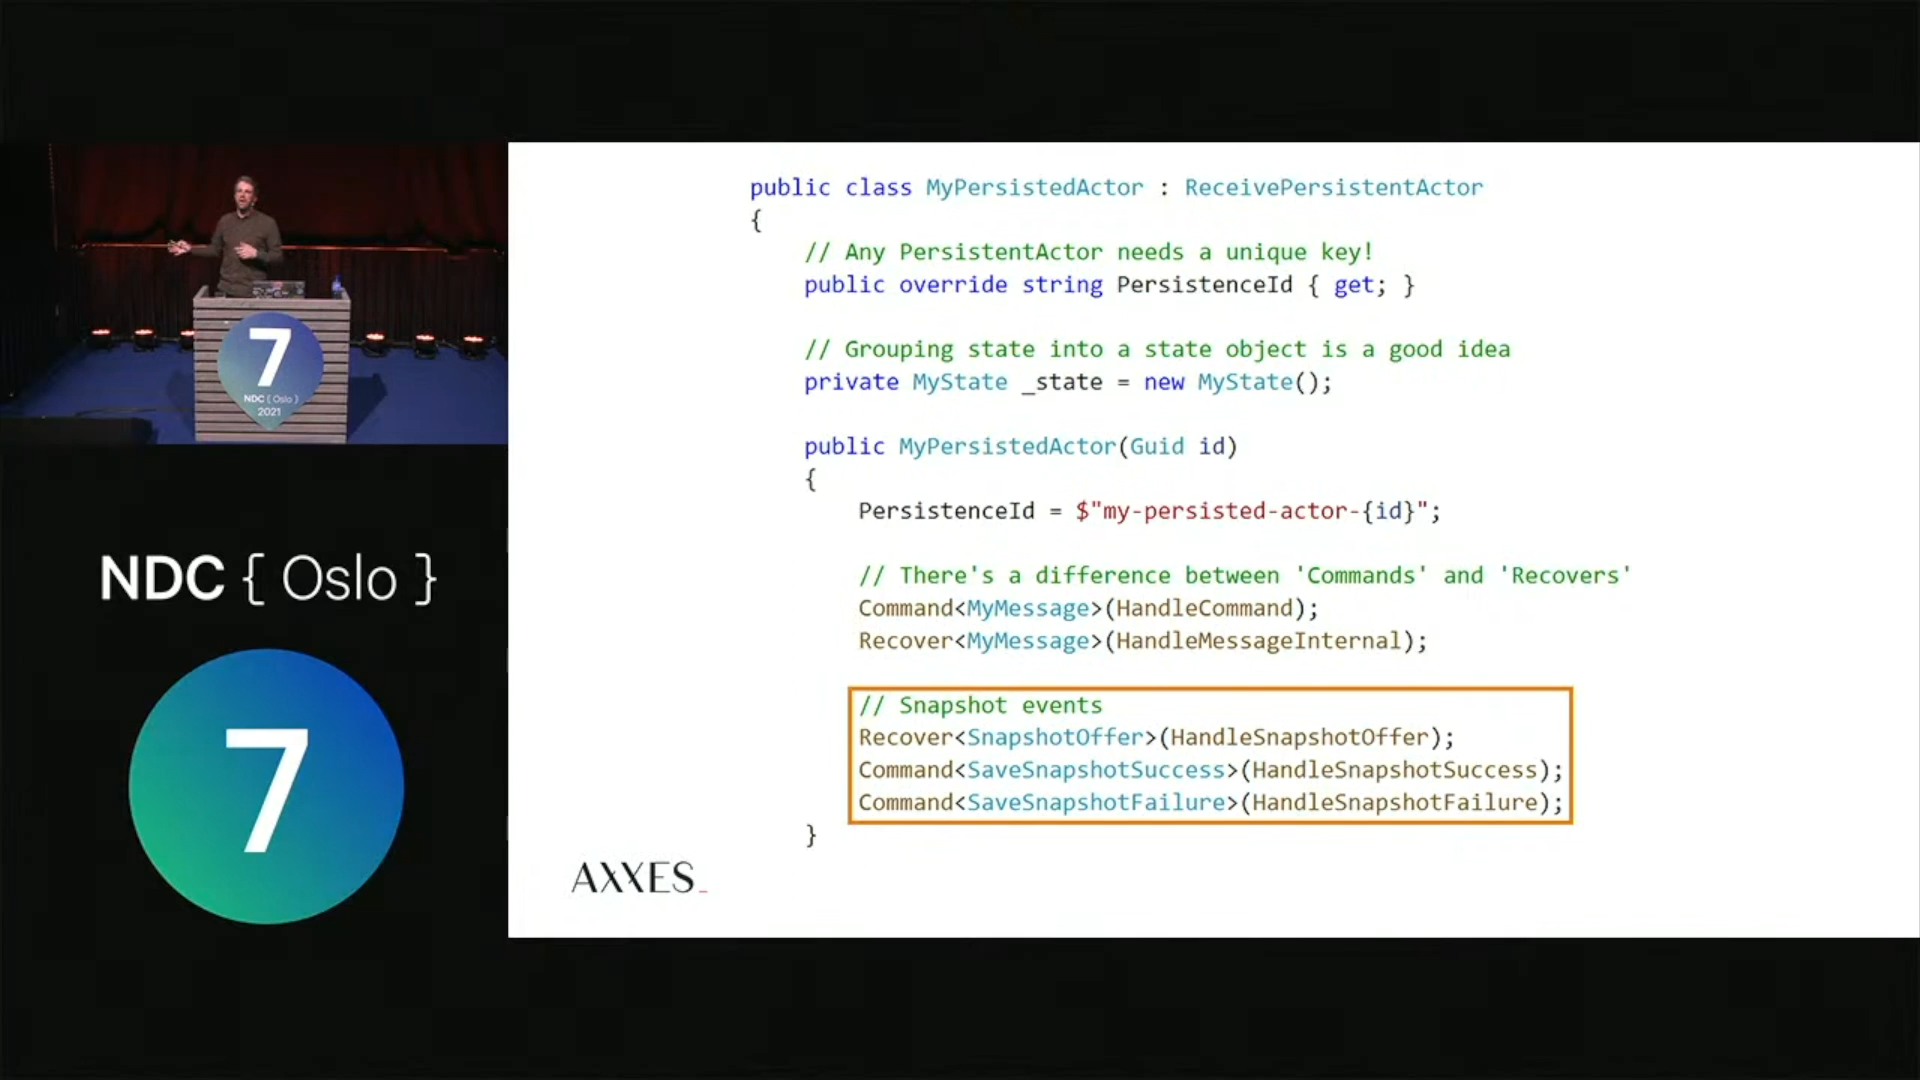 public class MyPersistedActor : ReceivePersistentActor
{
// Any PersistentActor needs a unique key!
public override string PersistenceId { get; }
// Grouping state into a state object is a good idea
private MyState _state = new MyState();
public MyPersistedActor(Guid id)
{
PersistenceId = $"my-persisted-actor-{id}";
// There's a difference between 'Commands' and 'Recovers'
Command<MyMessage>(HandleCommand);
Recover<MyMessage>(HandleMessageInternal);
// Snapshot events
Recover<SnapshotOffer>(HandleSnapshotOffer);
Command<SaveSnapshotSuccess>(HandleSnapshotSuccess);
Command<SaveSnapshotFailure>(HandleSnapshotFailure);
}
AXXES_
7
NDC { Oslo }
2021
NDC { Oslo }
7